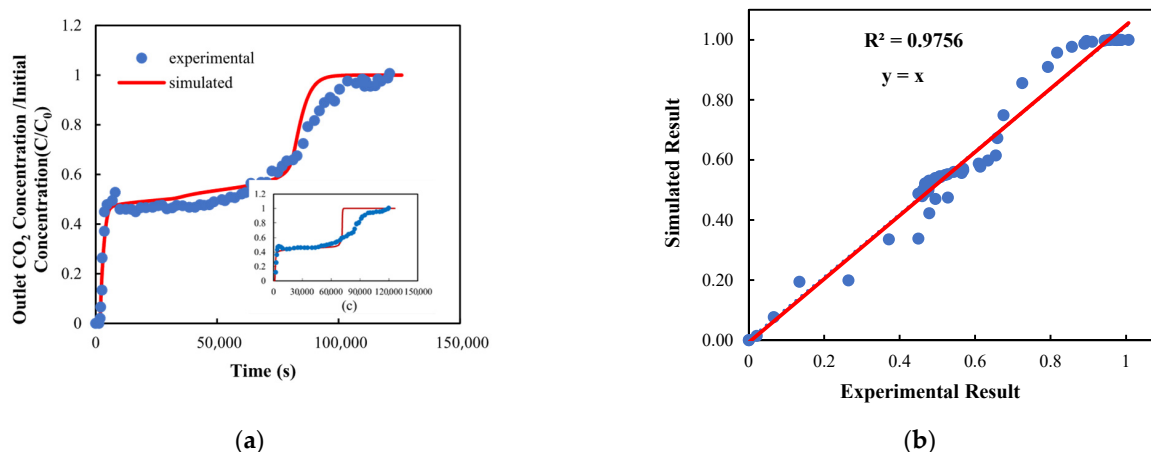 Outlet CO₂ Concentration /Initial
Concentration(C/C₀)
1.2
1
0.8
0.6
0.4
0.2
0
experimental
simulated
1.2
1
0.8
0.6
0.4
0.2
0
0 30,000 60,000 90,000 120,000 150,000
(c)
0 50,000 100,000 150,000
Time (s)
(a)
Simulated Result
1.00
0.80
0.60
0.40
0.20
0.00
R² = 0.9756
y = x
0 0.2 0.4 0.6 0.8 1
Experimental Result
(b)